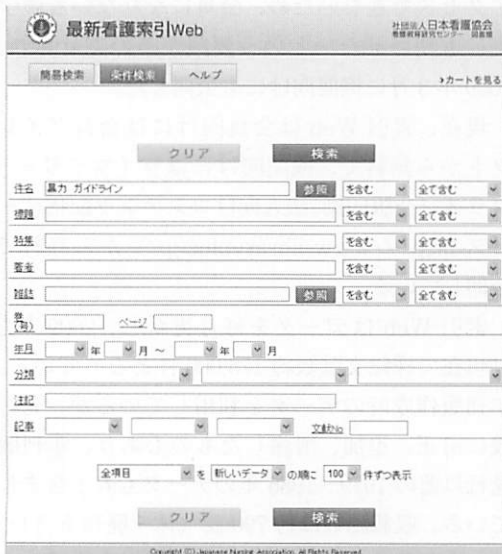 最新看護索引Web
社団法人日本看護協会
看護教育研究センター 図書館
簡易検索 条件検索 ヘルプ
›カートを見る
クリア 検索
件名 暴力 ガイドライン 参照 を含む 全て含む
標題 を含む 全て含む
特集 を含む 全て含む
著者 を含む 全て含む
雑誌 参照 を含む 全て含む
巻(号) ページ
年月 年 月 ～ 年 月
分類
注記
記事 文献No
全項目 を 新しいデータ の順に 100 件ずつ表示
クリア 検索
Copyright (C) Japanese Nursing Association. All Rights Reserved.